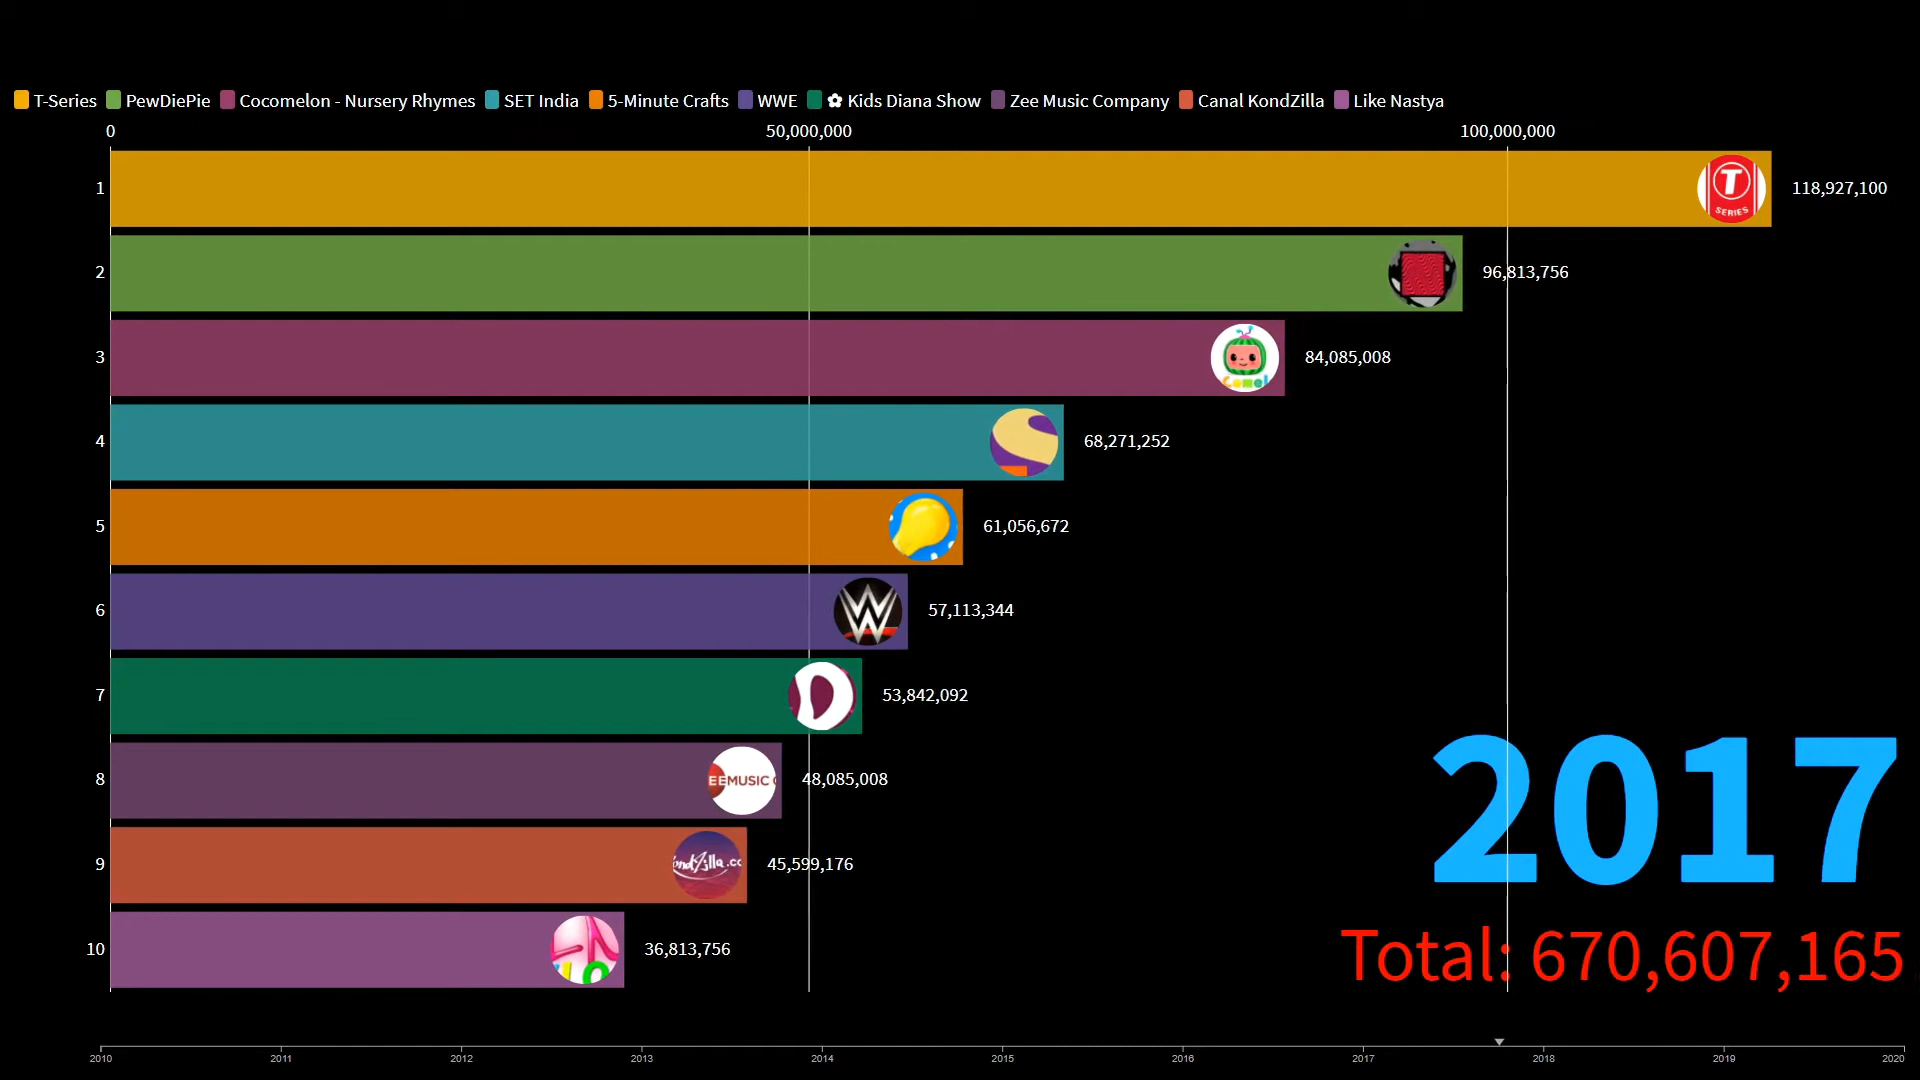 T-Series PewDiePie Cocomelon - Nursery Rhymes SET India 5-Minute Crafts WWE ✿ Kids Diana Show Zee Music Company Canal KondZilla Like Nastya
0 50,000,000 100,000,000
1 T SERIES 118,927,100
2 96,813,756
3 84,085,008
4 68,271,252
5 61,056,672
6 W 57,113,344
7 53,842,092
8 EEMUSIC 48,085,008
9 45,599,176
10 36,813,756
2017
Total: 670,607,165
2010 2011 2012 2013 2014 2015 2016 2017 2018 2019 2020